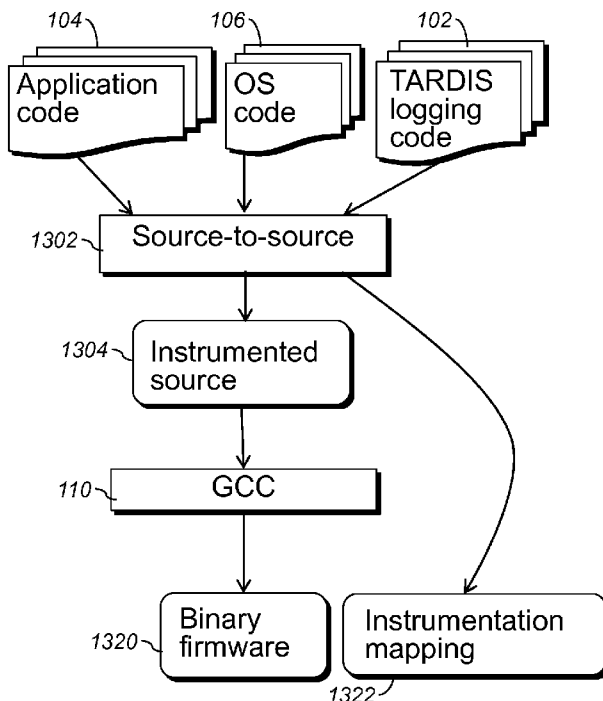 104
106
102
Application
code
OS
code
TARDIS
logging
code
1302
Source-to-source
1304
Instrumented
source
110
GCC
1320
Binary
firmware
Instrumentation
mapping
1322